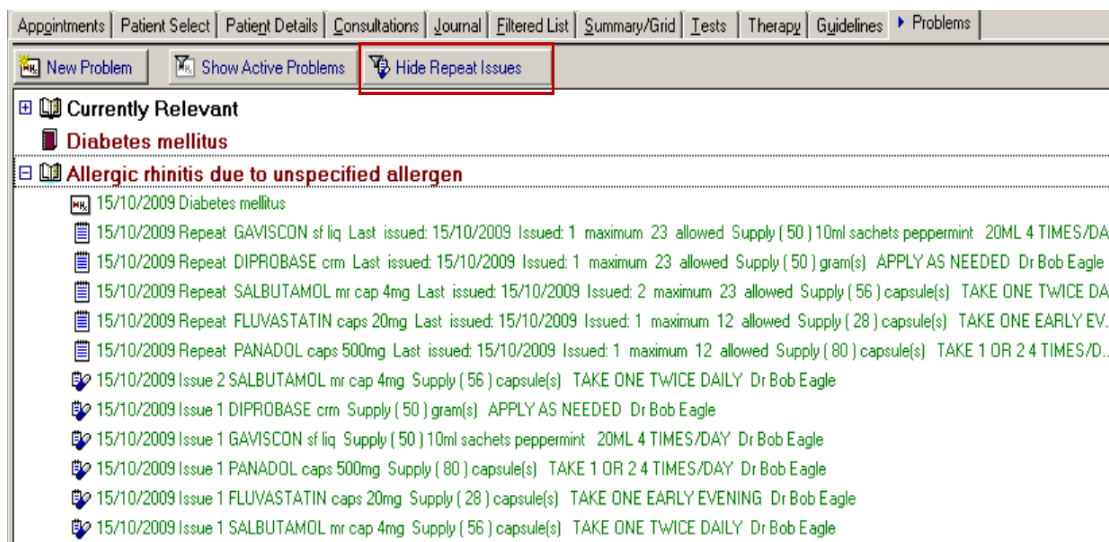 Appointments Patient Select Patient Details Consultations Journal Filtered List Summary/Grid Tests Therapy Guidelines Problems
New Problem Show Active Problems Hide Repeat Issues
Currently Relevant
Diabetes mellitus
Allergic rhinitis due to unspecified allergen
15/10/2009 Diabetes mellitus
15/10/2009 Repeat GAVISCON sf liq Last issued: 15/10/2009 Issued: 1 maximum 23 allowed Supply ( 50 ) 10ml sachets peppermint 20ML 4 TIMES/DA
15/10/2009 Repeat DIPROBASE crm Last issued: 15/10/2009 Issued: 1 maximum 23 allowed Supply ( 50 ) gram(s) APPLY AS NEEDED Dr Bob Eagle
15/10/2009 Repeat SALBUTAMOL mr cap 4mg Last issued: 15/10/2009 Issued: 2 maximum 23 allowed Supply ( 56 ) capsule(s) TAKE ONE TWICE DA
15/10/2009 Repeat FLUVASTATIN caps 20mg Last issued: 15/10/2009 Issued: 1 maximum 12 allowed Supply ( 28 ) capsule(s) TAKE ONE EARLY EV..
15/10/2009 Repeat PANADOL caps 500mg Last issued: 15/10/2009 Issued: 1 maximum 12 allowed Supply ( 80 ) capsule(s) TAKE 1 OR 2 4 TIMES/D...
15/10/2009 Issue 2 SALBUTAMOL mr cap 4mg Supply ( 56 ) capsule(s) TAKE ONE TWICE DAILY Dr Bob Eagle
15/10/2009 Issue 1 DIPROBASE crm Supply ( 50 ) gram(s) APPLY AS NEEDED Dr Bob Eagle
15/10/2009 Issue 1 GAVISCON sf liq Supply ( 50 ) 10ml sachets peppermint 20ML 4 TIMES/DAY Dr Bob Eagle
15/10/2009 Issue 1 PANADOL caps 500mg Supply ( 80 ) capsule(s) TAKE 1 OR 2 4 TIMES/DAY Dr Bob Eagle
15/10/2009 Issue 1 FLUVASTATIN caps 20mg Supply ( 28 ) capsule(s) TAKE ONE EARLY EVENING Dr Bob Eagle
15/10/2009 Issue 1 SALBUTAMOL mr cap 4mg Supply ( 56 ) capsule(s) TAKE ONE TWICE DAILY Dr Bob Eagle